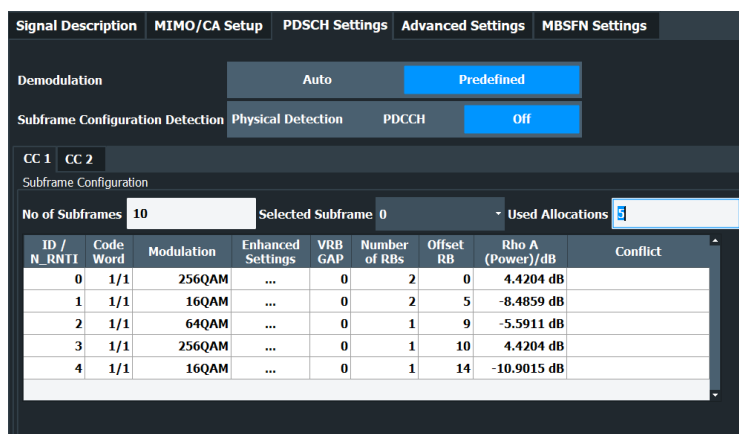 Signal Description MIMO/CA Setup PDSCH Settings Advanced Settings MBSFN Settings
Demodulation Auto Predefined
Subframe Configuration Detection Physical Detection PDCCH Off
CC 1 CC 2
Subframe Configuration
No of Subframes 10 Selected Subframe 0 Used Allocations 5
ID / N_RNTI Code Word Modulation Enhanced Settings VRB GAP Number of RBs Offset RB Rho A (Power)/dB Conflict
0 1/1 256QAM ... 0 2 0 4.4204 dB
1 1/1 16QAM ... 0 2 5 -8.4859 dB
2 1/1 64QAM ... 0 1 9 -5.5911 dB
3 1/1 256QAM ... 0 1 10 4.4204 dB
4 1/1 16QAM ... 0 1 14 -10.9015 dB